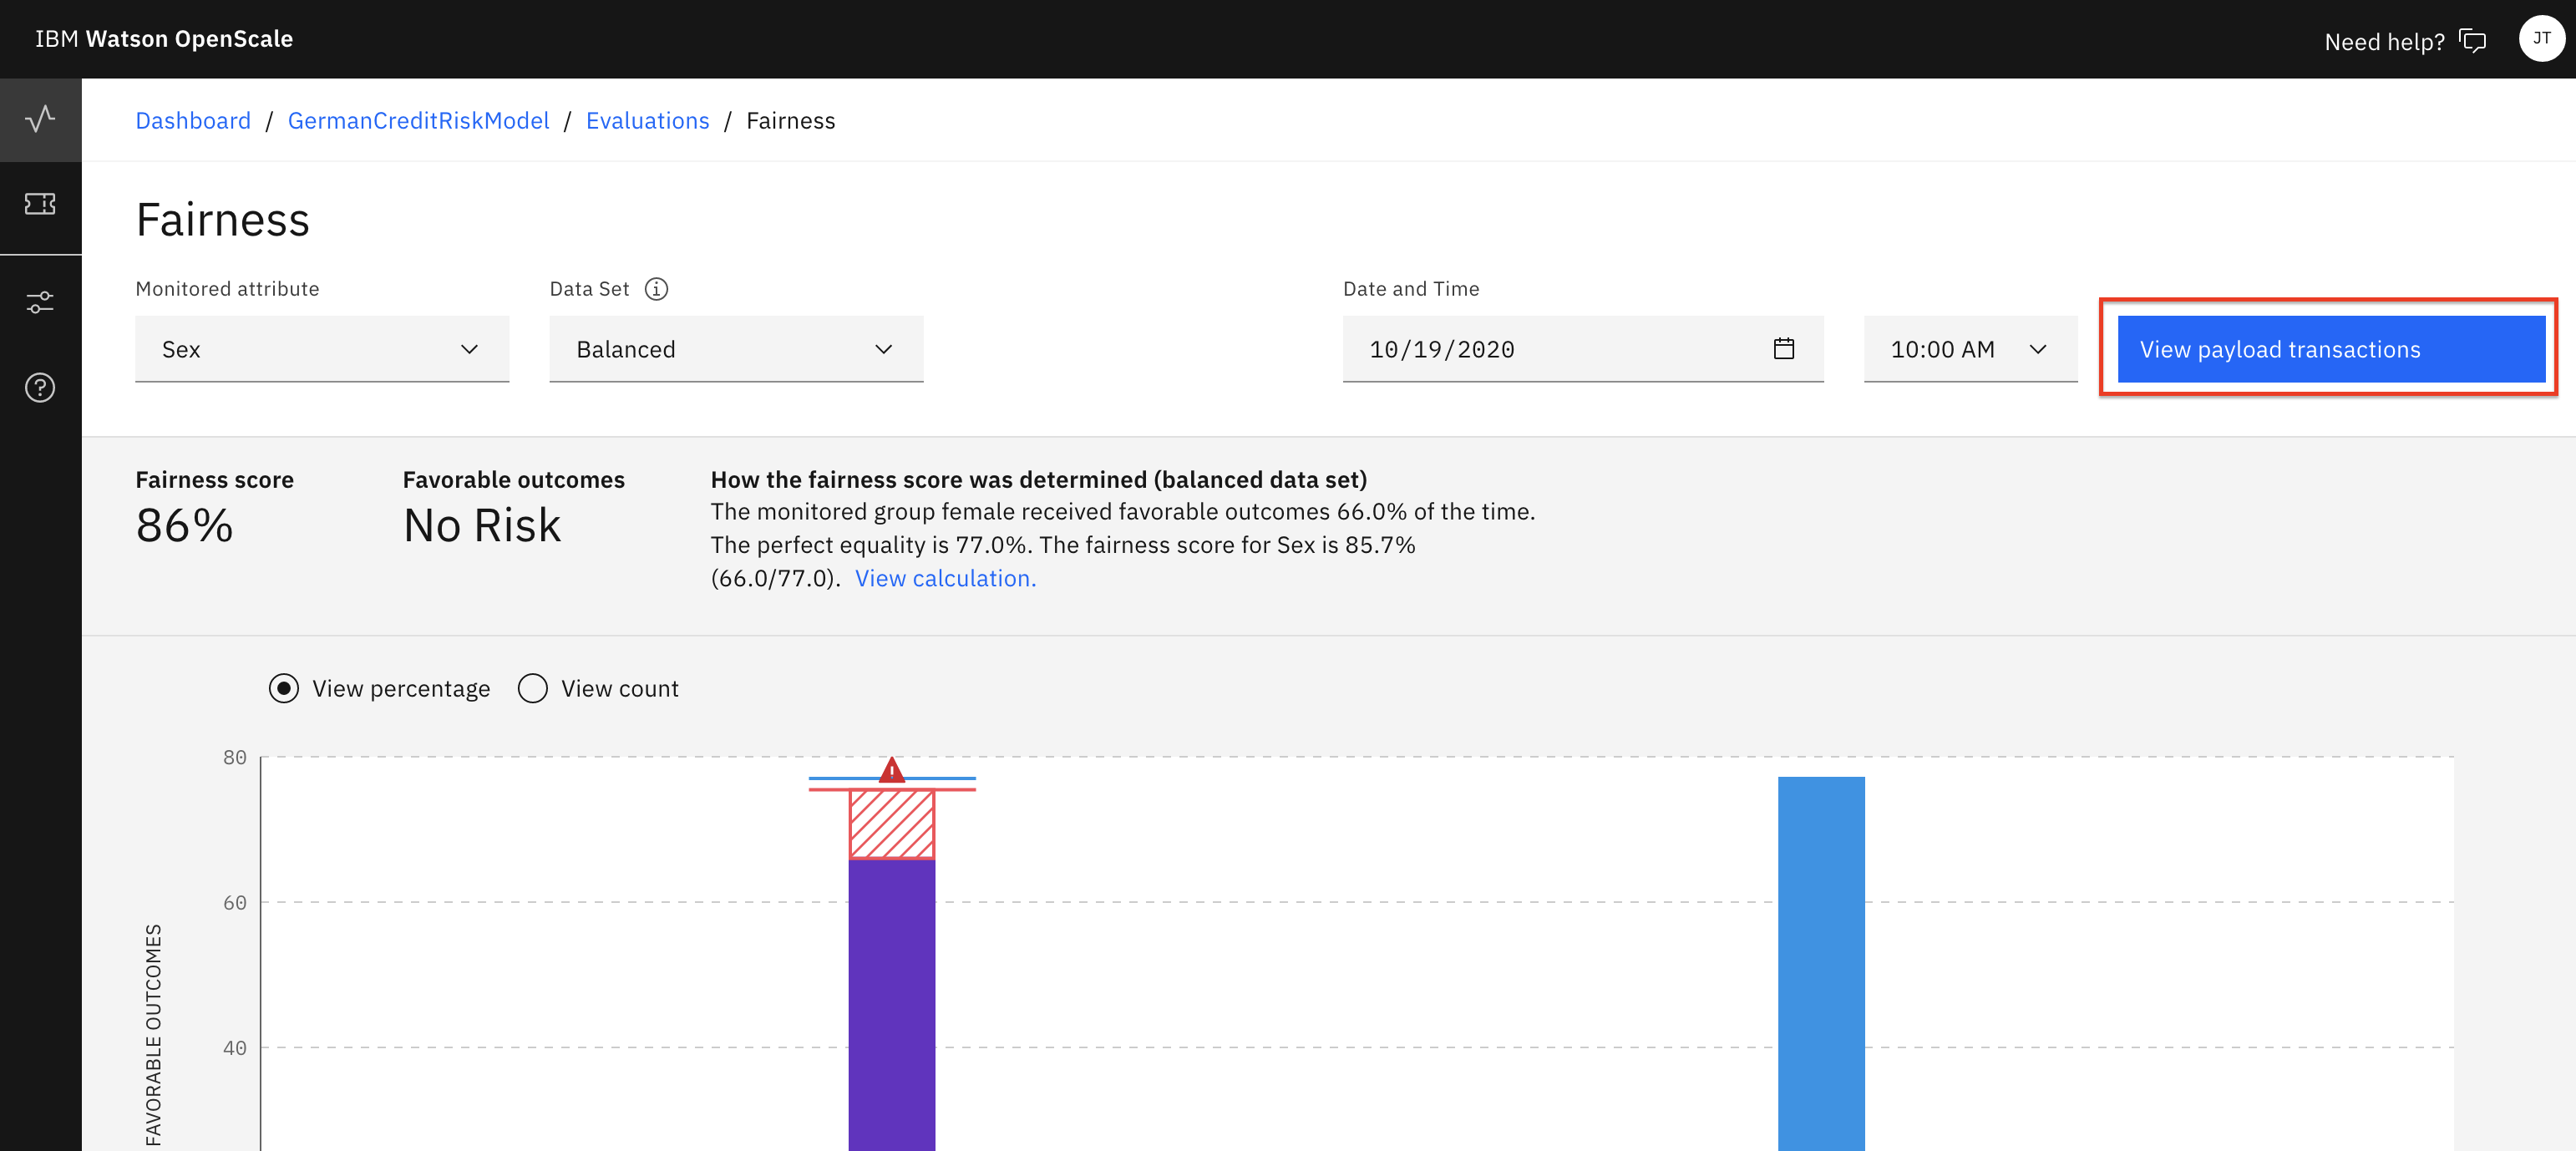 IBM Watson OpenScale
Need help?
JT
Dashboard / GermanCreditRiskModel / Evaluations / Fairness
Fairness
Monitored attribute
Data Set
Date and Time
Sex
Balanced
10/19/2020
10:00 AM
View payload transactions
Fairness score
86%
Favorable outcomes
No Risk
How the fairness score was determined (balanced data set)
The monitored group female received favorable outcomes 66.0% of the time.
The perfect equality is 77.0%. The fairness score for Sex is 85.7%
(66.0/77.0). View calculation.
View percentage
View count
80
60
40
FAVORABLE OUTCOMES